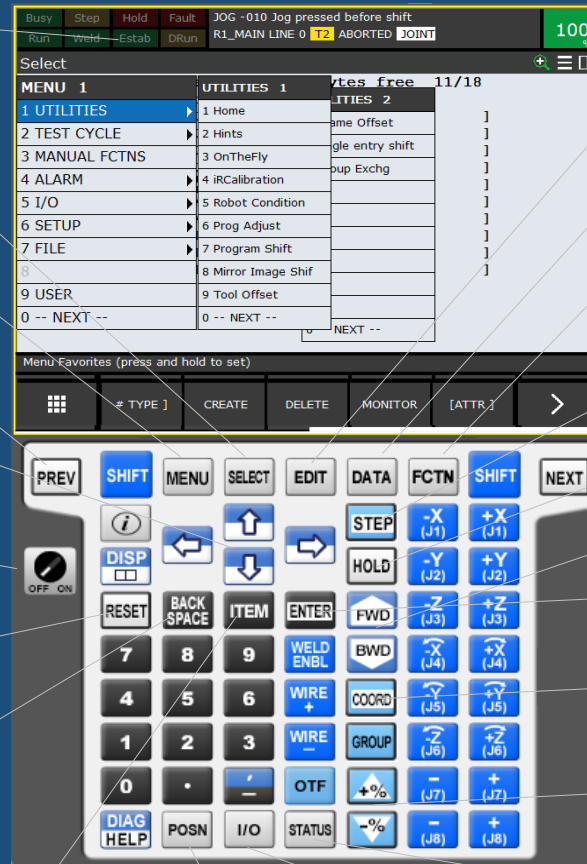 Busy Step Hold Fault JOG -010 Jog pressed before shift
Run Weld Estab DRun R1_MAIN LINE 0 T2 ABORTED JOINT
Select
MENU 1
1 UTILITIES
2 TEST CYCLE
3 MANUAL FCTNS
4 ALARM
5 I/O
6 SETUP
7 FILE
8
9 USER
0 -- NEXT --
UTILITIES 1
1 Home
2 Hints
3 OnTheFly
4 iRCalibration
5 Robot Condition
6 Prog Adjust
7 Program Shift
8 Mirror Image Shif
9 Tool Offset
0 -- NEXT --
ytes free 11/18
ITIES 2
ame Offset ]
gle entry shift ]
oup Exchg ]
]
]
]
]
]
]
NEXT --
Menu Favorites (press and hold to set)
# TYPE ] CREATE DELETE MONITOR [ATTR ] >
PREV SHIFT MENU SELECT EDIT DATA FCTN SHIFT NEXT
i STEP -X (J1) +X (J1)
DISP HOLD -Y (J2) +Y (J2)
OFF ON
RESET BACK SPACE ITEM ENTER FWD -Z (J3) +Z (J3)
7 8 9 WELD ENBL BWD -X (J4) +X (J4)
4 5 6 WIRE + COORD -Y (J5) +Y (J5)
1 2 3 WIRE − GROUP -Z (J6) +Z (J6)
0 . , − OTF +% − (J7) + (J7)
DIAG HELP POSN I/O STATUS -% − (J8) + (J8)